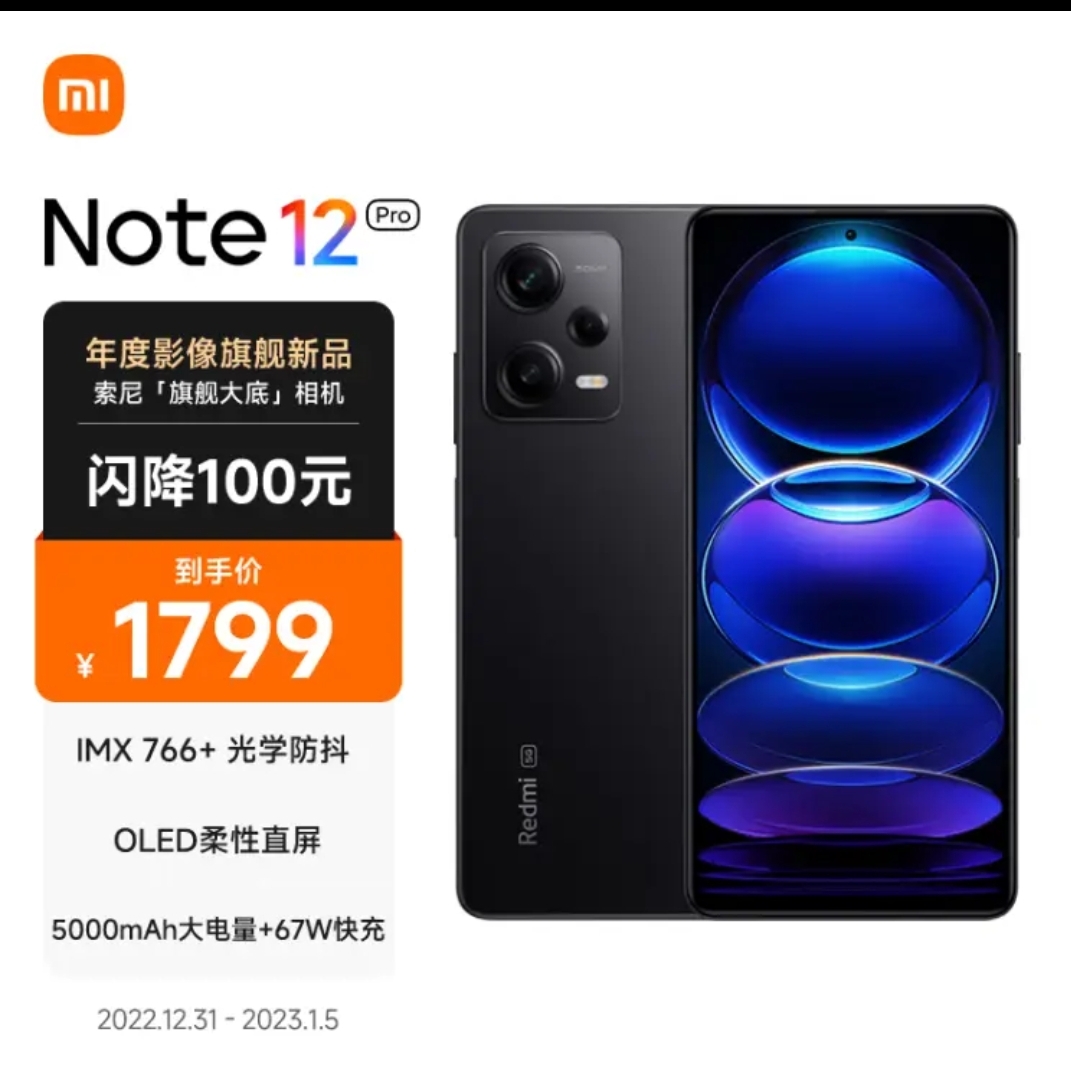 mi
Note 12 Pro
年度影像旗舰新品
索尼「旗舰大底」相机
闪降100元
到手价
¥ 1799
IMX 766+ 光学防抖
OLED柔性直屏
5000mAh大电量+67W快充
2022.12.31 - 2023.1.5
Redmi 5G